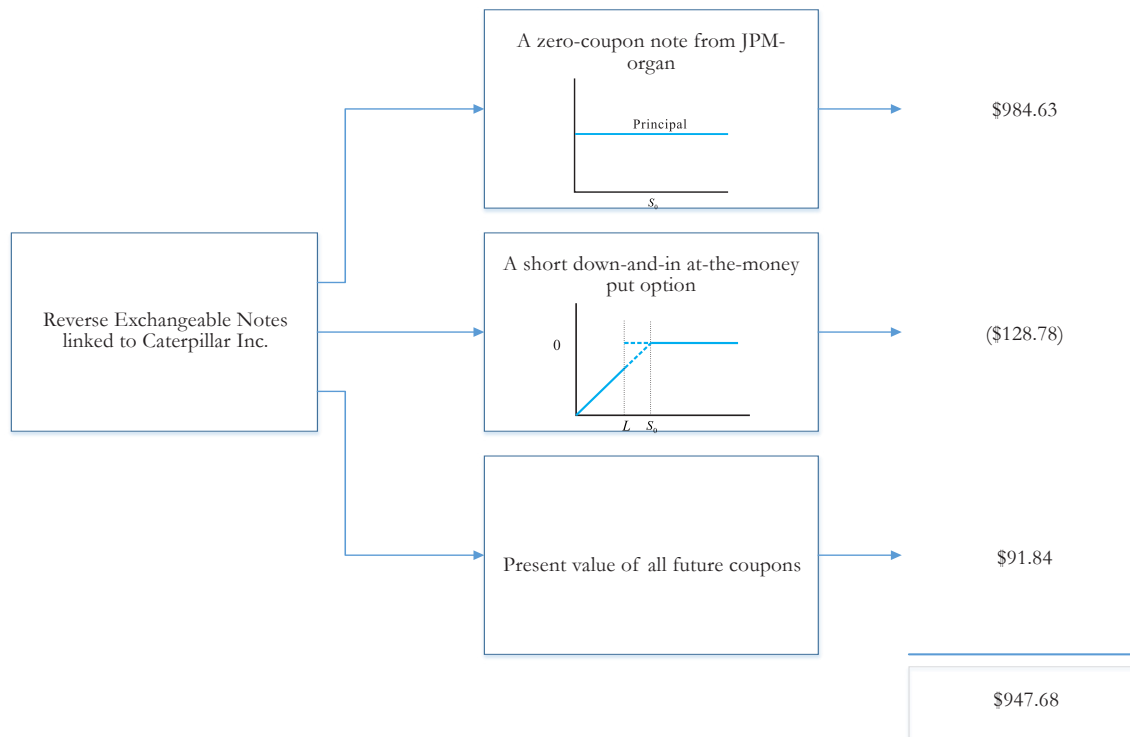 A zero-coupon note from JPM-
organ
Principal
S₀
$984.63
Reverse Exchangeable Notes
linked to Caterpillar Inc.
A short down-and-in at-the-money
put option
0
L S₀
($128.78)
Present value of all future coupons
$91.84
$947.68